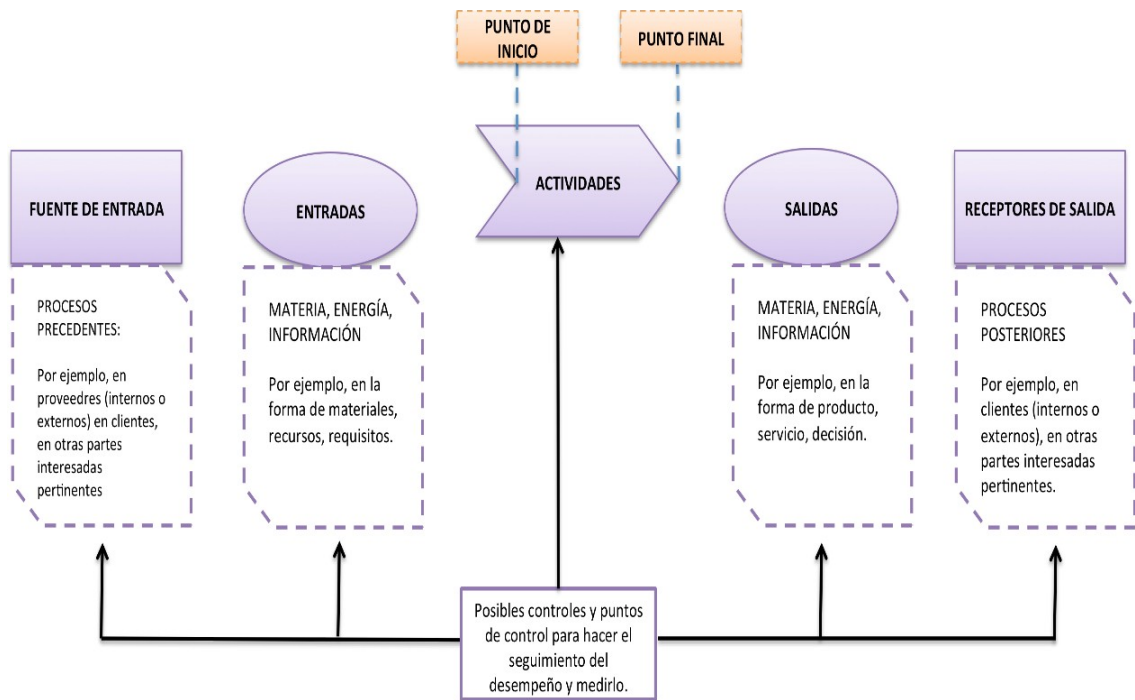 PUNTO DE
INICIO
PUNTO FINAL
FUENTE DE ENTRADA
ENTRADAS
ACTIVIDADES
SALIDAS
RECEPTORES DE SALIDA
PROCESOS
PRECEDENTES:
Por ejemplo, en
proveedres (internos o
externos) en clientes,
en otras partes
interesadas
pertinentes
MATERIA, ENERGÍA,
INFORMACIÓN
Por ejemplo, en la
forma de materiales,
recursos, requisitos.
MATERIA, ENERGÍA,
INFORMACIÓN
Por ejemplo, en la
forma de producto,
servicio, decisión.
PROCESOS
POSTERIORES
Por ejemplo, en
clientes (internos o
externos), en otras
partes interesadas
pertinentes.
Posibles controles y puntos
de control para hacer el
seguimiento del
desempeño y medirlo.